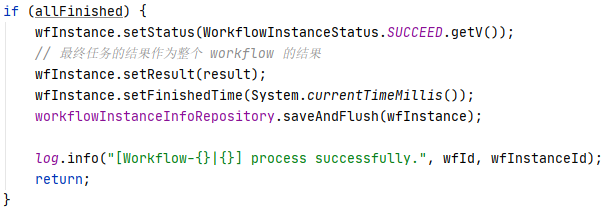 if (allFinished) {
    wfInstance.setStatus(WorkflowInstanceStatus.SUCCEED.getV());
    // 最终任务的结果作为整个 workflow 的结果
    wfInstance.setResult(result);
    wfInstance.setFinishedTime(System.currentTimeMillis());
    workflowInstanceInfoRepository.saveAndFlush(wfInstance);

    log.info("[Workflow-{}|{}] process successfully.", wfId, wfInstanceId);
    return;
}